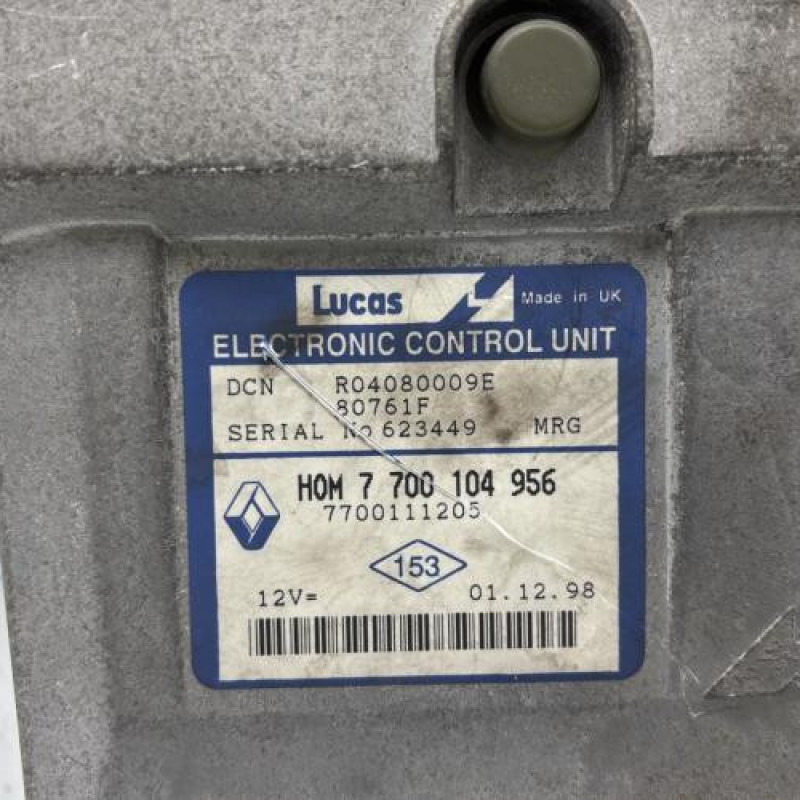 Lucas Made in UK
ELECTRONIC CONTROL UNIT
DCN R04080009E
80761F
SERIAL No 623449 MRG
HOM 7 700 104 956
7700111205
153
12V= 01.12.98